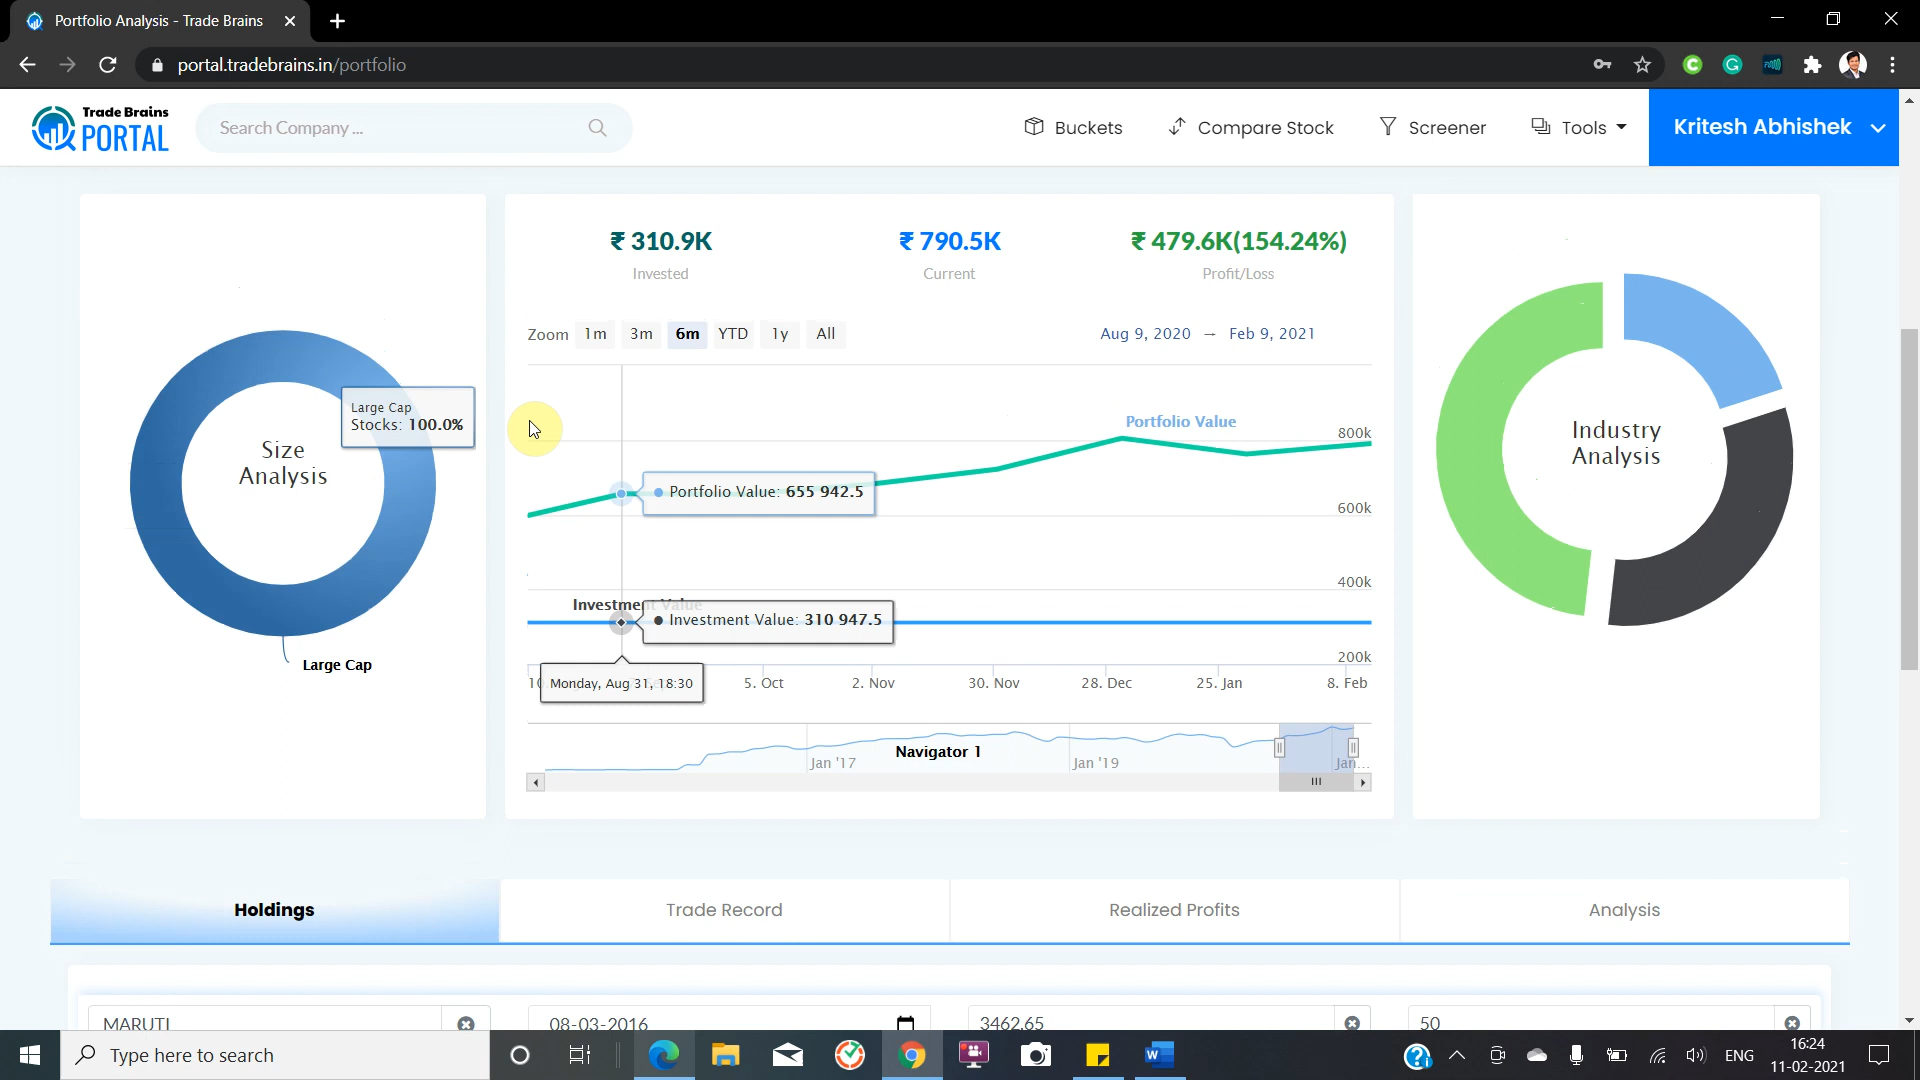 Portfolio Analysis - Trade Brains
portal.tradebrains.in/portfolio
Trade Brains
PORTAL
Search Company ...
Buckets
Compare Stock
Screener
Tools
Kritesh Abhishek
₹ 310.9K
Invested
₹ 790.5K
Current
₹ 479.6K(154.24%)
Profit/Loss
Zoom 1m 3m 6m YTD 1y All
Aug 9, 2020 → Feb 9, 2021
Large Cap
Stocks: 100.0%
Size
Analysis
Large Cap
Portfolio Value
800k
Portfolio Value: 655 942.5
600k
400k
Investment Value
Investment Value: 310 947.5
200k
Monday, Aug 31, 18:30
5. Oct 2. Nov 30. Nov 28. Dec 25. Jan 8. Feb
Navigator 1
Jan '17 Jan '19 Jan...
Industry
Analysis
Holdings
Trade Record
Realized Profits
Analysis
MARUTI
08-03-2016
3462.65
50
Type here to search
ENG
16:24
11-02-2021